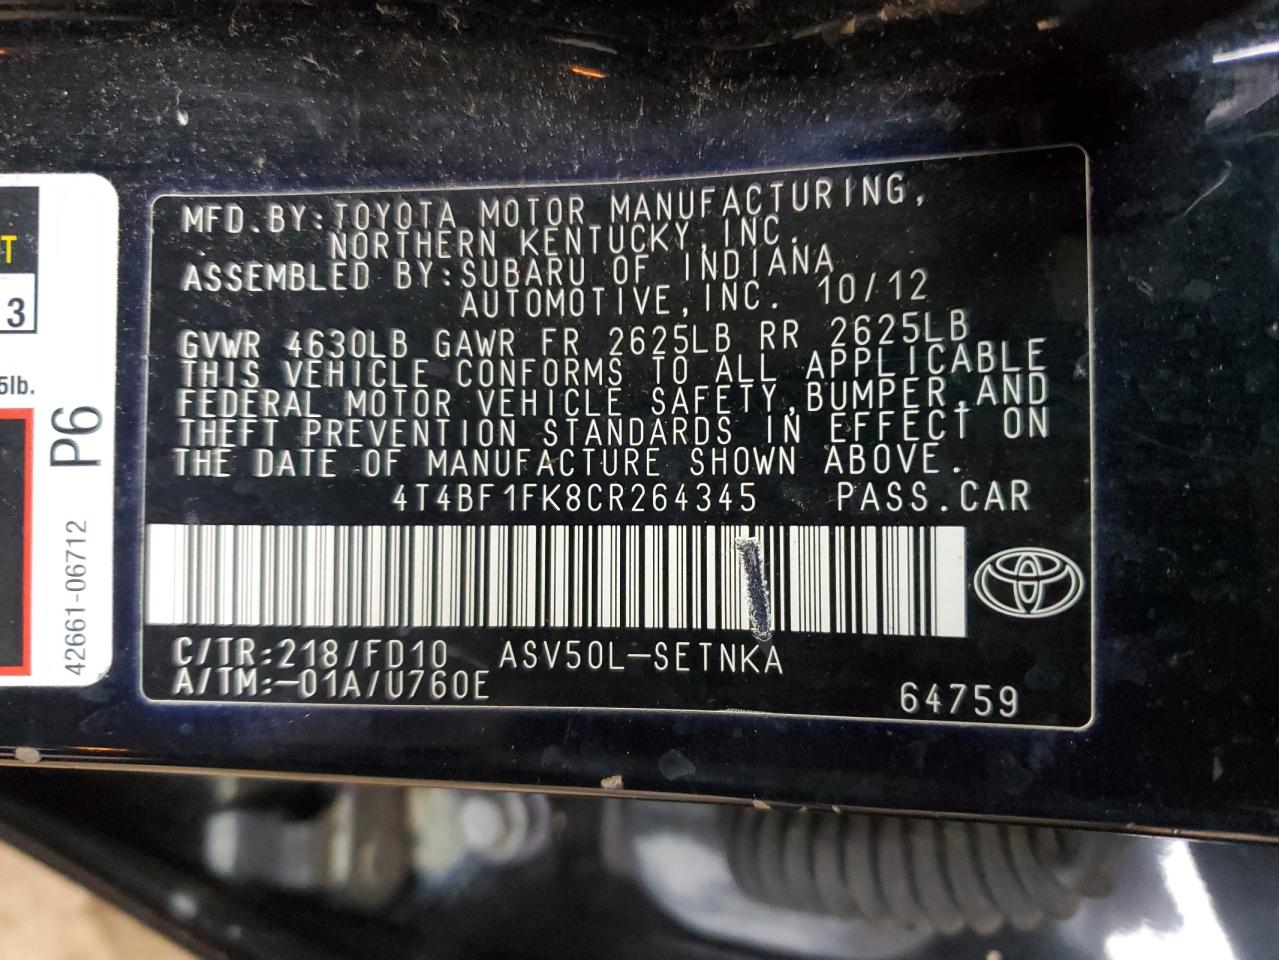 MFD.BY:TOYOTA MOTOR MANUFACTURING,
NORTHERN KENTUCKY, INC.
ASSEMBLED BY:SUBARU OF INDIANA
AUTOMOTIVE,INC. 10/12
GVWR 4630LB GAWR FR 2625LB RR 2625LB
THIS VEHICLE CONFORMS TO ALL APPLICABLE
FEDERAL MOTOR VEHICLE SAFETY,BUMPER,AND
THEFT PREVENTION STANDARDS IN EFFECT ON
THE DATE OF MANUFACTURE SHOWN ABOVE.
4T4BF1FK8CR264345 PASS.CAR
C/TR:218/FD10 ASV50L-SETNKA
A/TM:-01A/U760E
64759
T
3
5lb.
P6
42661-06712